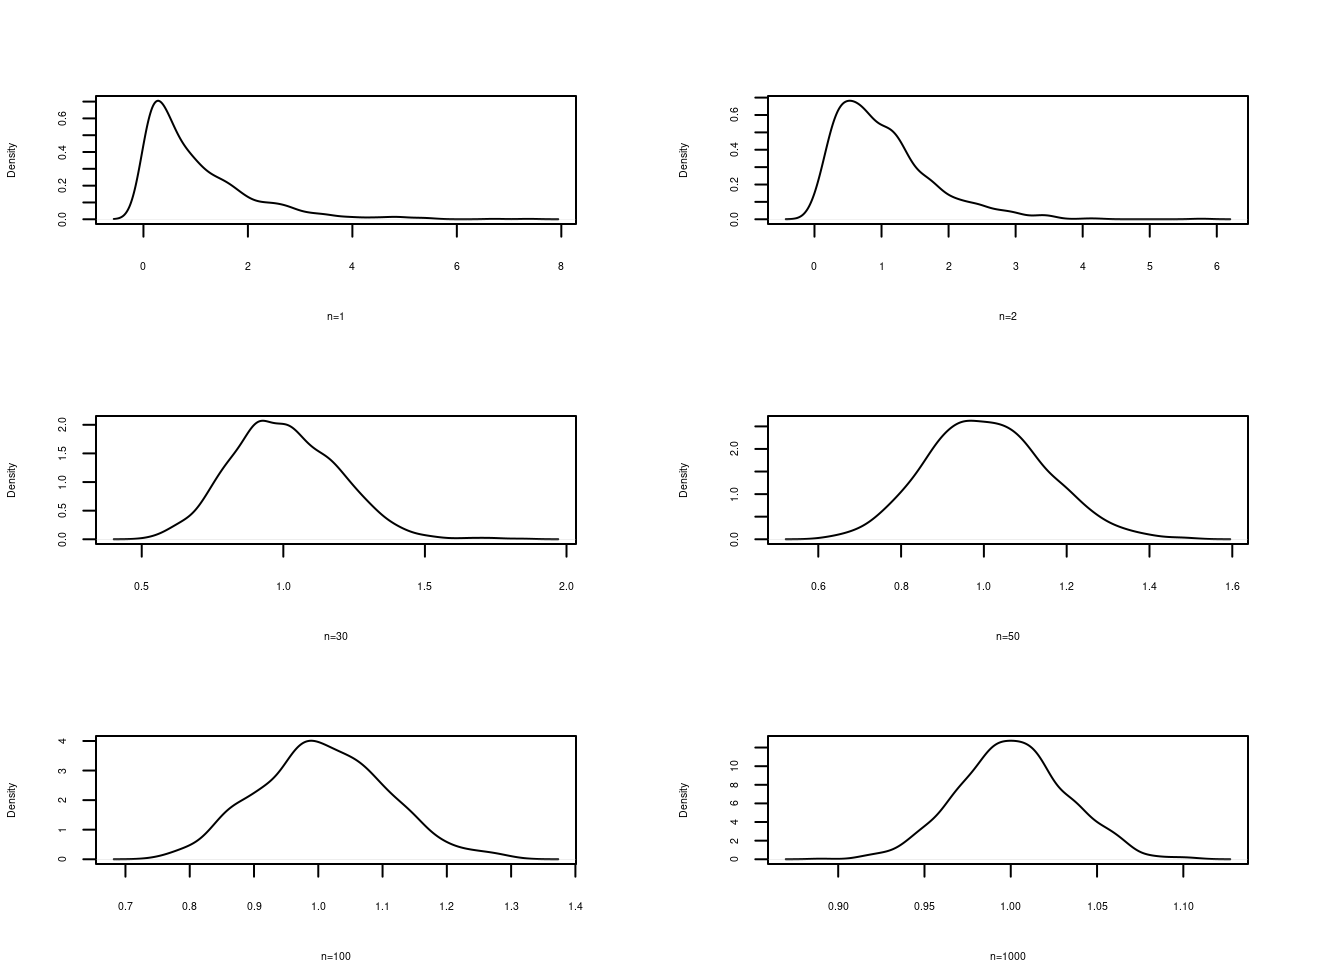 Density
0.0 0.2 0.4 0.6
0 2 4 6 8
n=1
Density
0.0 0.2 0.4 0.6
0 1 2 3 4 5 6
n=2
Density
0.0 0.5 1.0 1.5 2.0
0.5 1.0 1.5 2.0
n=30
Density
0.0 1.0 2.0
0.6 0.8 1.0 1.2 1.4 1.6
n=50
Density
0 1 2 3 4
0.7 0.8 0.9 1.0 1.1 1.2 1.3 1.4
n=100
Density
0 2 4 6 8 10
0.90 0.95 1.00 1.05 1.10
n=1000